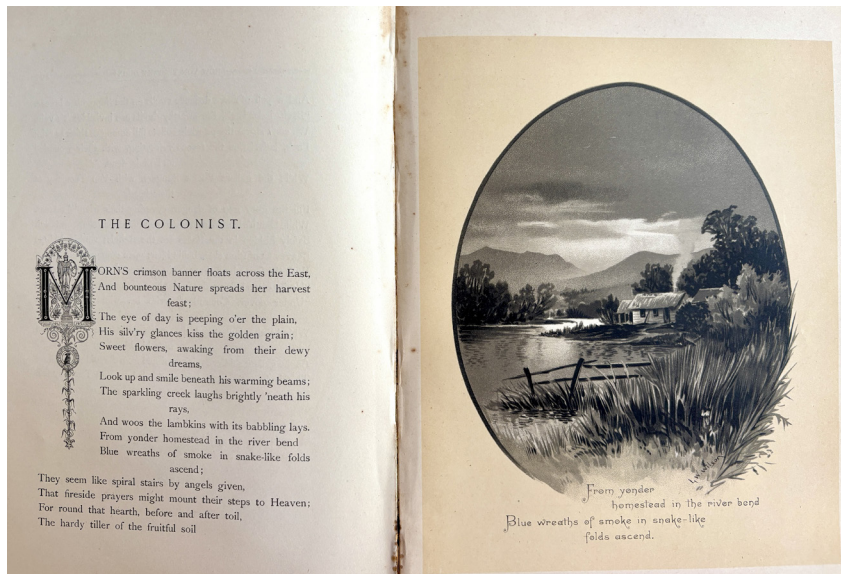 THE COLONIST.
MORN'S crimson banner floats across the East,
And bounteous Nature spreads her harvest
feast;
The eye of day is peeping o'er the plain,
His silv'ry glances kiss the golden grain;
Sweet flowers, awaking from their dewy
dreams,
Look up and smile beneath his warming beams;
The sparkling creek laughs brightly 'neath his
rays,
And woos the lambkins with its babbling lays.
From yonder homestead in the river bend
Blue wreaths of smoke in snake-like folds
ascend;
They seem like spiral stairs by angels given,
That fireside prayers might mount their steps to Heaven;
For round that hearth, before and after toil,
The hardy tiller of the fruitful soil
From yonder
homestead in the river bend
Blue wreaths of smoke in snake-like
folds ascend.